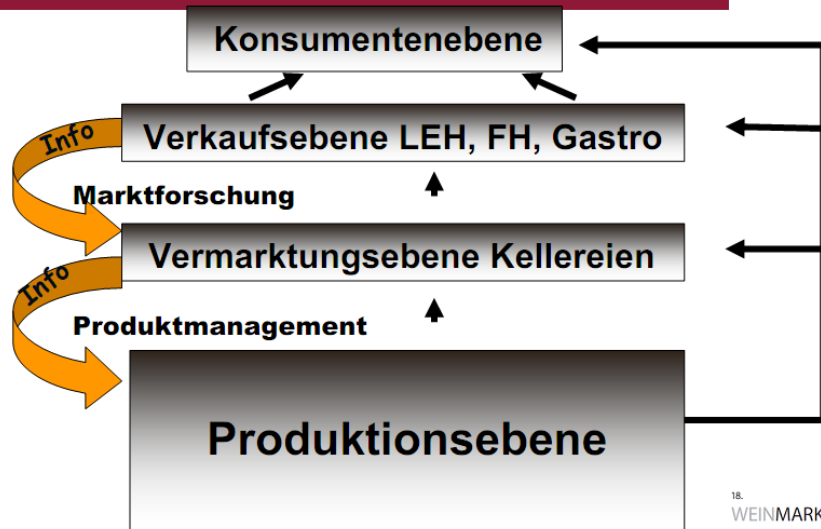 Konsumentenebene
Info
Verkaufsebene LEH, FH, Gastro
Marktforschung
Vermarktungsebene Kellereien
Info
Produktmanagement
Produktionsebene
18.
WEINMARK